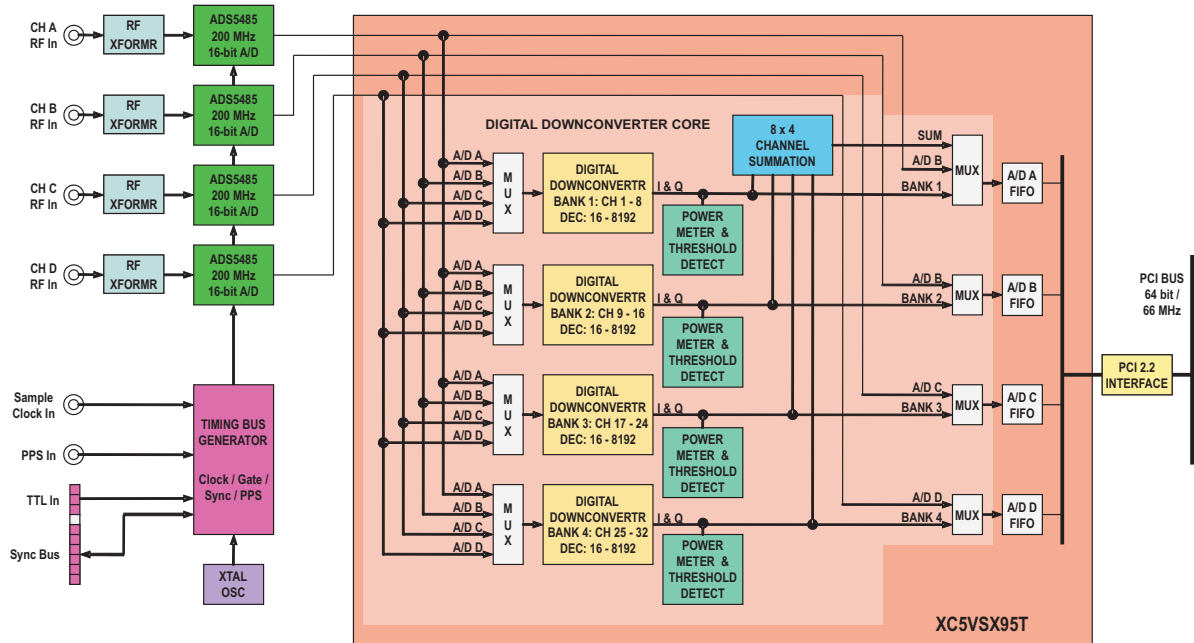 CH A
RF In
RF
XFORMR
ADS5485
200 MHz
16-bit A/D
CH B
RF In
RF
XFORMR
ADS5485
200 MHz
16-bit A/D
CH C
RF In
RF
XFORMR
ADS5485
200 MHz
16-bit A/D
CH D
RF In
RF
XFORMR
ADS5485
200 MHz
16-bit A/D
Sample
Clock In
PPS In
TTL In
Sync Bus
TIMING BUS
GENERATOR
Clock / Gate /
Sync / PPS
XTAL
OSC
DIGITAL DOWNCONVERTER CORE
A/D A
A/D B
A/D C
A/D D
M
U
X
DIGITAL
DOWNCONVERTR
BANK 1: CH 1 - 8
DEC: 16 - 8192
I & Q
POWER
METER &
THRESHOLD
DETECT
A/D A
A/D B
A/D C
A/D D
M
U
X
DIGITAL
DOWNCONVERTR
BANK 2: CH 9 - 16
DEC: 16 - 8192
I & Q
POWER
METER &
THRESHOLD
DETECT
A/D A
A/D B
A/D C
A/D D
M
U
X
DIGITAL
DOWNCONVERTR
BANK 3: CH 17 - 24
DEC: 16 - 8192
I & Q
POWER
METER &
THRESHOLD
DETECT
A/D A
A/D B
A/D C
A/D D
M
U
X
DIGITAL
DOWNCONVERTR
BANK 4: CH 25 - 32
DEC: 16 - 8192
I & Q
POWER
METER &
THRESHOLD
DETECT
8 x 4
CHANNEL
SUMMATION
SUM
A/D B
BANK 1
MUX
A/D A
FIFO
A/D B
BANK 2
MUX
A/D B
FIFO
A/D C
BANK 3
MUX
A/D C
FIFO
A/D D
BANK 4
MUX
A/D D
FIFO
PCI 2.2
INTERFACE
PCI BUS
64 bit /
66 MHz
XC5VSX95T